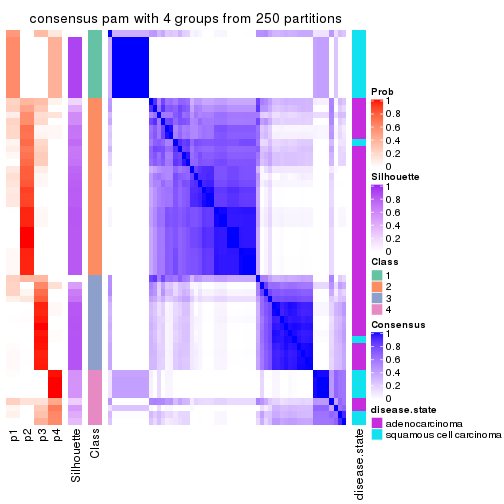 consensus pam with 4 groups from 250 partitions
Prob
1
0.8
0.6
0.4
0.2
0
Silhouette
1
0.8
0.6
0.4
0.2
0
Class
1
2
3
4
Consensus
1
0.8
0.6
0.4
0.2
0
disease.state
adenocarcinoma
squamous cell carcinoma
p1
p2
p3
p4
Silhouette
Class
disease.state